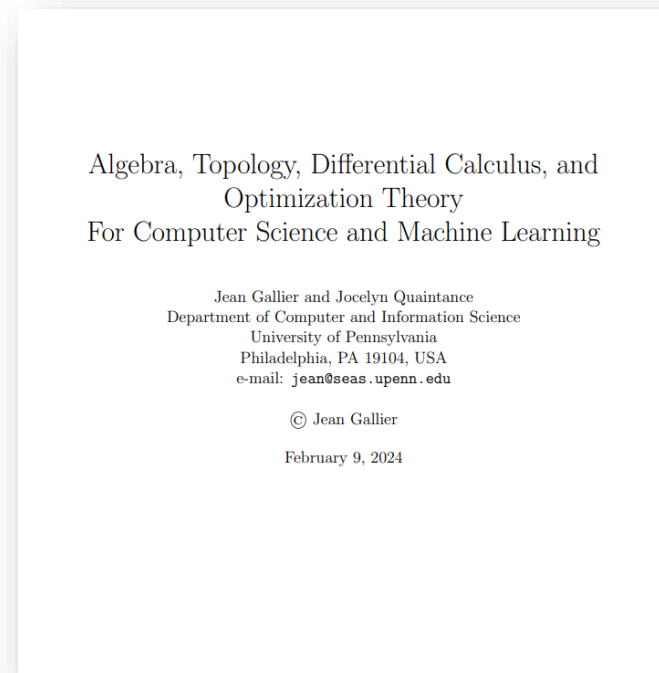 Algebra, Topology, Differential Calculus, and
Optimization Theory
For Computer Science and Machine Learning
Jean Gallier and Jocelyn Quaintance
Department of Computer and Information Science
University of Pennsylvania
Philadelphia, PA 19104, USA
e-mail: jean@seas.upenn.edu
© Jean Gallier
February 9, 2024